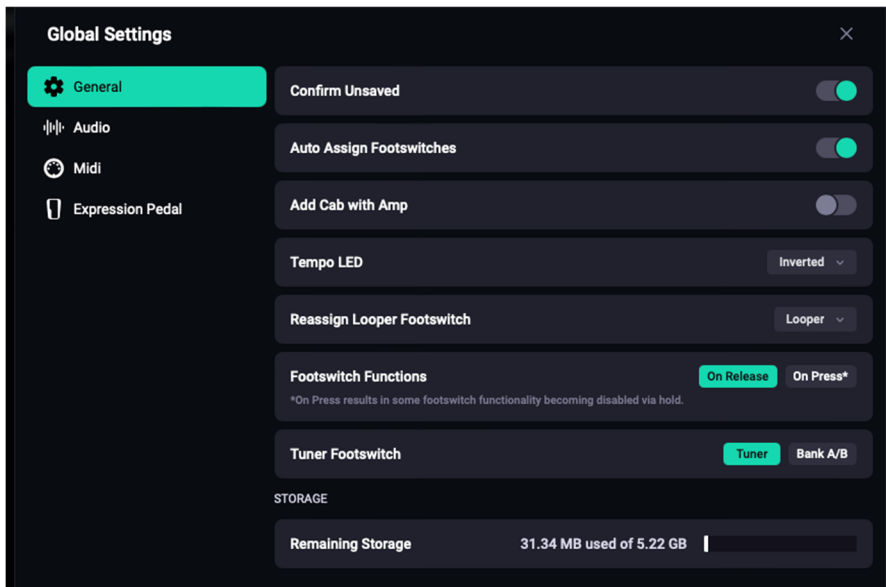 Global Settings
General
Audio
Midi
Expression Pedal
Confirm Unsaved
Auto Assign Footswitches
Add Cab with Amp
Tempo LED
Inverted
Reassign Looper Footswitch
Looper
Footswitch Functions
On Release
On Press*
*On Press results in some footswitch functionality becoming disabled via hold.
Tuner Footswitch
Tuner
Bank A/B
STORAGE
Remaining Storage
31.34 MB used of 5.22 GB